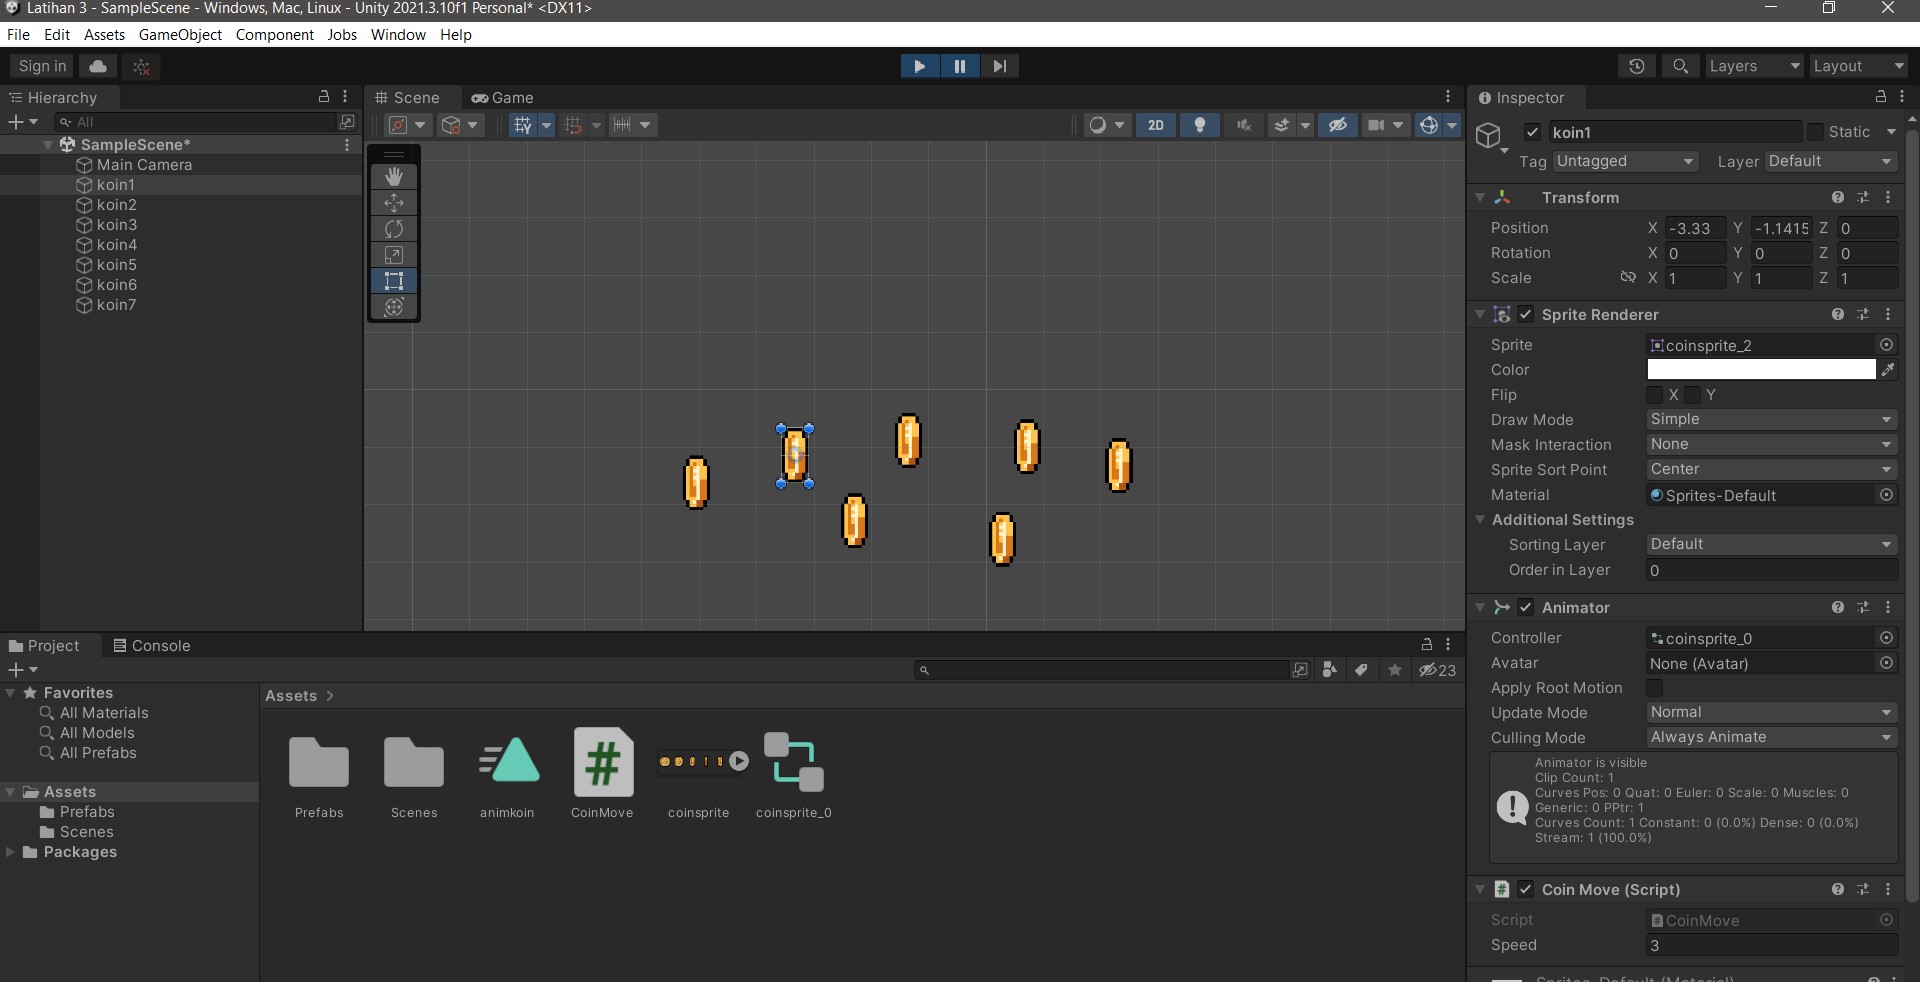 Latihan 3 - SampleScene - Windows, Mac, Linux - Unity 2021.3.10f1 Personal* <DX11>
File Edit Assets GameObject Component Jobs Window Help
Sign in
Layers
Layout
Hierarchy
All
SampleScene*
Main Camera
koin1
koin2
koin3
koin4
koin5
koin6
koin7
Scene
Game
2D
Inspector
koin1
Static
Tag Untagged Layer Default
Transform
Position X -3.33 Y -1.1415 Z 0
Rotation X 0 Y 0 Z 0
Scale X 1 Y 1 Z 1
Sprite Renderer
Sprite coinsprite_2
Color
Flip X Y
Draw Mode Simple
Mask Interaction None
Sprite Sort Point Center
Material Sprites-Default
Additional Settings
Sorting Layer Default
Order in Layer 0
Animator
Controller coinsprite_0
Avatar None (Avatar)
Apply Root Motion
Update Mode Normal
Culling Mode Always Animate
Animator is visible
Clip Count: 1
Curves Pos: 0 Quat: 0 Euler: 0 Scale: 0 Muscles: 0
Generic: 0 PPtr: 1
Curves Count: 1 Constant: 0 (0.0%) Dense: 0 (0.0%)
Stream: 1 (100.0%)
Coin Move (Script)
Script CoinMove
Speed 3
Sprites-Default (Material)
Project
Console
23
Favorites
All Materials
All Models
All Prefabs
Assets
Prefabs
Scenes
Packages
Assets >
Prefabs
Scenes
animkoin
CoinMove
coinsprite
coinsprite_0